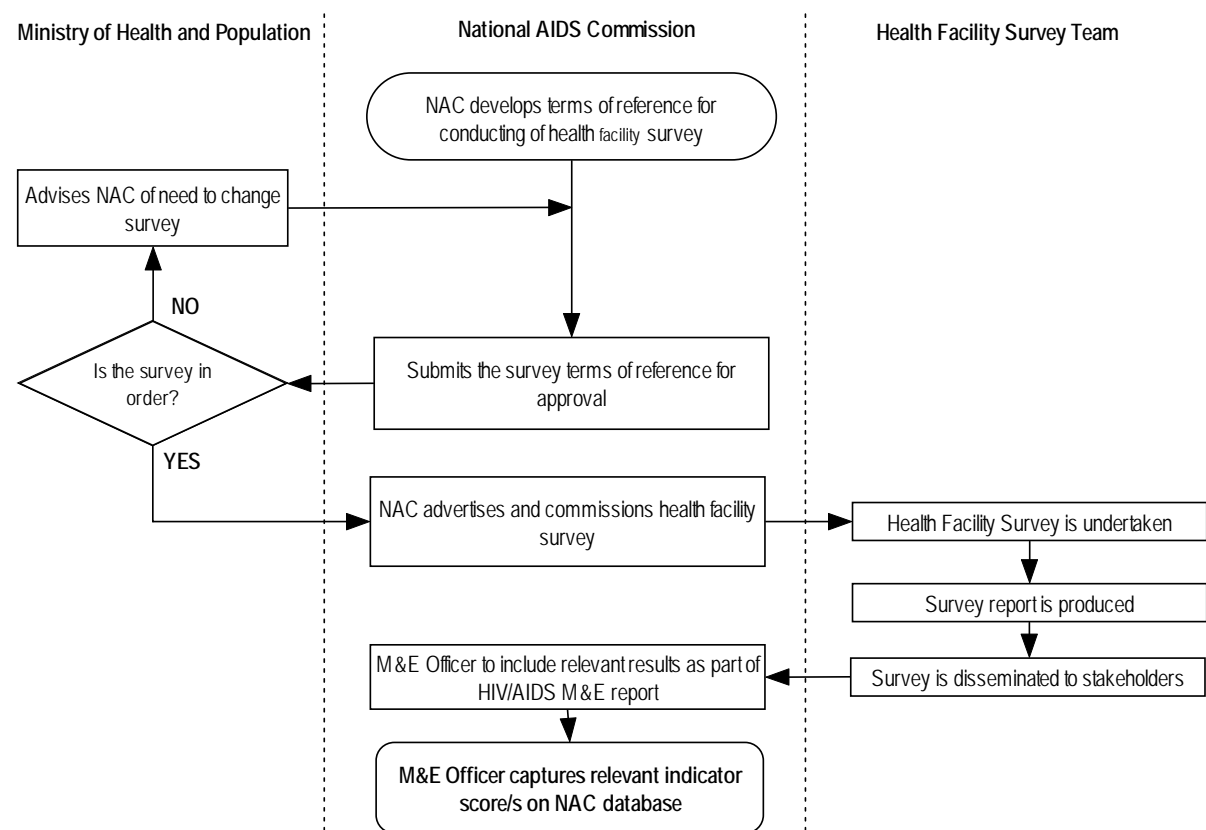 Ministry of Health and Population
National AIDS Commission
Health Facility Survey Team
NAC develops terms of reference for
conducting of health facility survey
Advises NAC of need to change
survey
NO
Is the survey in
order?
Submits the survey terms of reference for
approval
YES
NAC advertises and commissions health facility
survey
Health Facility Survey is undertaken
Survey report is produced
M&E Officer to include relevant results as part of
HIV/AIDS M&E report
Survey is disseminated to stakeholders
M&E Officer captures relevant indicator
score/s on NAC database